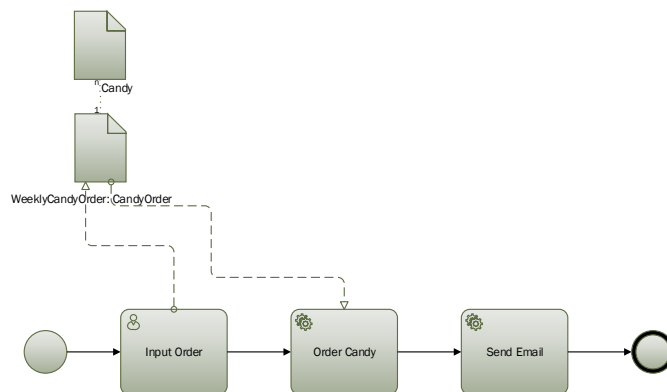 n
Candy
1
WeeklyCandyOrder: CandyOrder
Input Order
Order Candy
Send Email